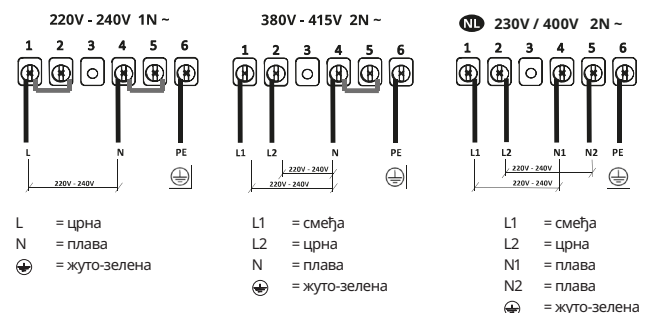 220V - 240V 1N ~
1 2 3 4 5 6
L N PE
220V - 240V
L = црна
N = плава
= жуто-зелена
380V - 415V 2N ~
1 2 3 4 5 6
L1 L2 N PE
220V - 240V
220V - 240V
L1 = смеђа
L2 = црна
N = плава
= жуто-зелена
NL 230V / 400V 2N ~
1 2 3 4 5 6
L1 L2 N1 N2 PE
220V - 240V
220V - 240V
L1 = смеђа
L2 = црна
N1 = плава
N2 = плава
= жуто-зелена